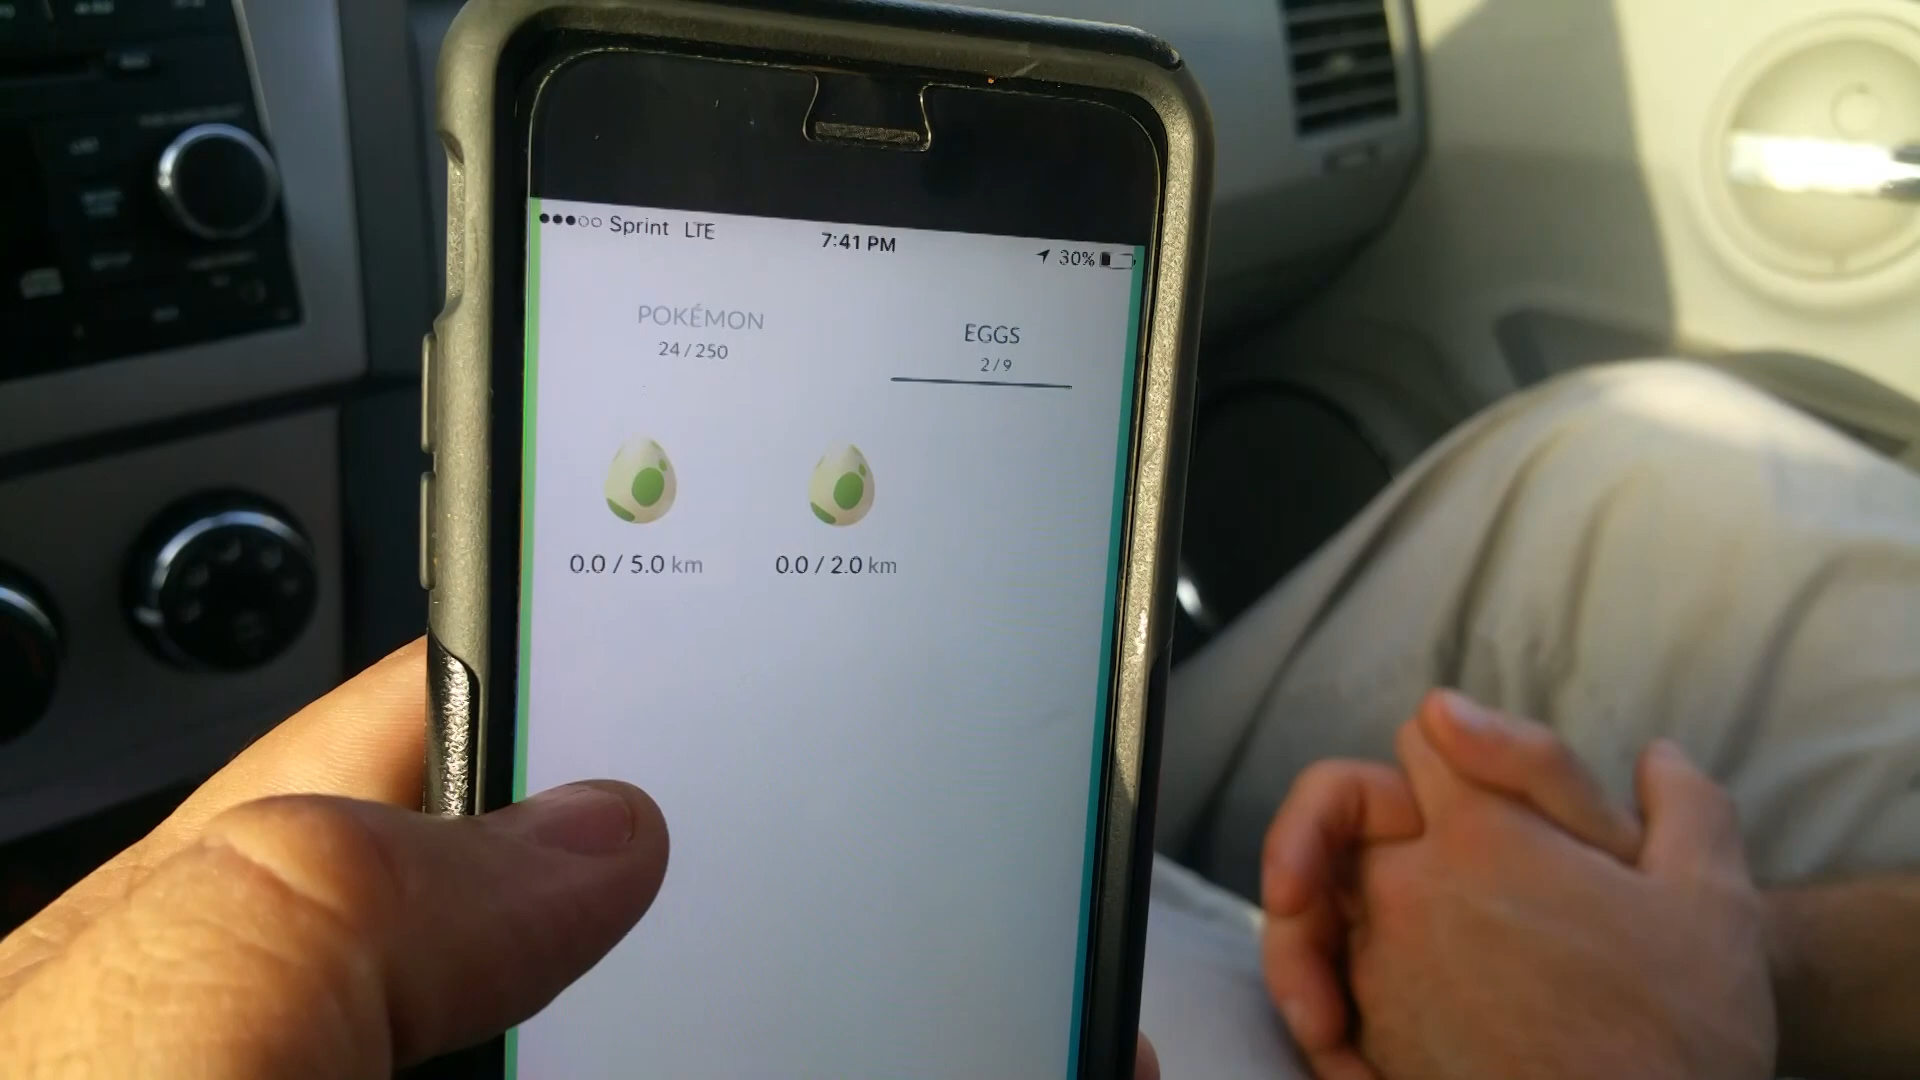 ●●●○○ Sprint LTE 7:41 PM 30%
POKÉMON EGGS
24/250 2/9
0.0 / 5.0 km 0.0 / 2.0 km